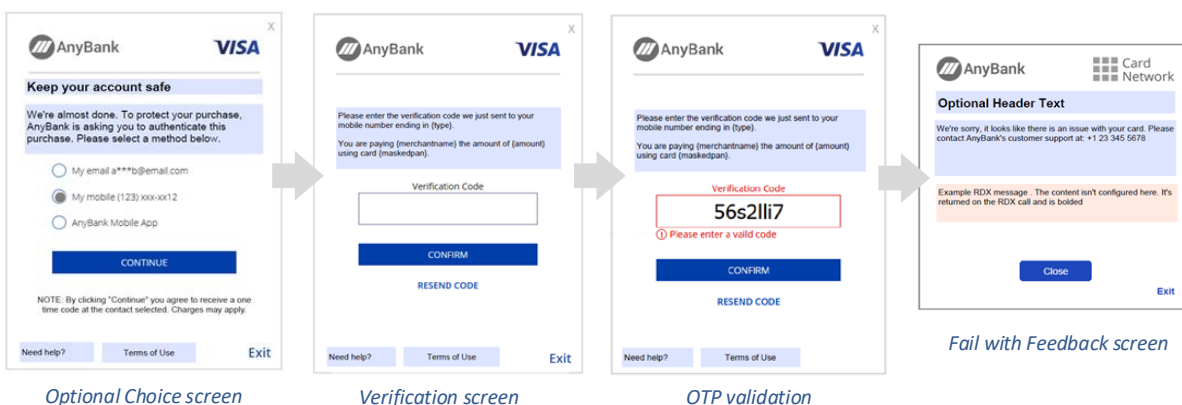 X
AnyBank
VISA
Keep your account safe
We're almost done. To protect your purchase,
AnyBank is asking you to authenticate this
purchase. Please select a method below.
My email a***b@email.com
My mobile (123) xxx-xx12
AnyBank Mobile App
CONTINUE
NOTE: By clicking "Continue" you agree to receive a one
time code at the contact selected. Charges may apply.
Need help?
Terms of Use
Exit
Optional Choice screen
X
AnyBank
VISA
Please enter the verification code we just sent to your
mobile number ending in {type}.
You are paying {merchantname} the amount of {amount}
using card {maskedpan}.
Verification Code
CONFIRM
RESEND CODE
Need help?
Terms of Use
Exit
Verification screen
X
AnyBank
VISA
Please enter the verification code we just sent to your
mobile number ending in {type}.
You are paying {merchantname} the amount of {amount}
using card {maskedpan}.
Verification Code
56s2lli7
Please enter a vaild code
CONFIRM
RESEND CODE
Need help?
Terms of Use
OTP validation
AnyBank
Card
Network
Optional Header Text
We're sorry, it looks like there is an issue with your card. Please
contact AnyBank's customer support at: +1 23 345 5678
Example RDX message . The content isn't configured here. It's
returned on the RDX call and is bolded
Close
Exit
Fail with Feedback screen